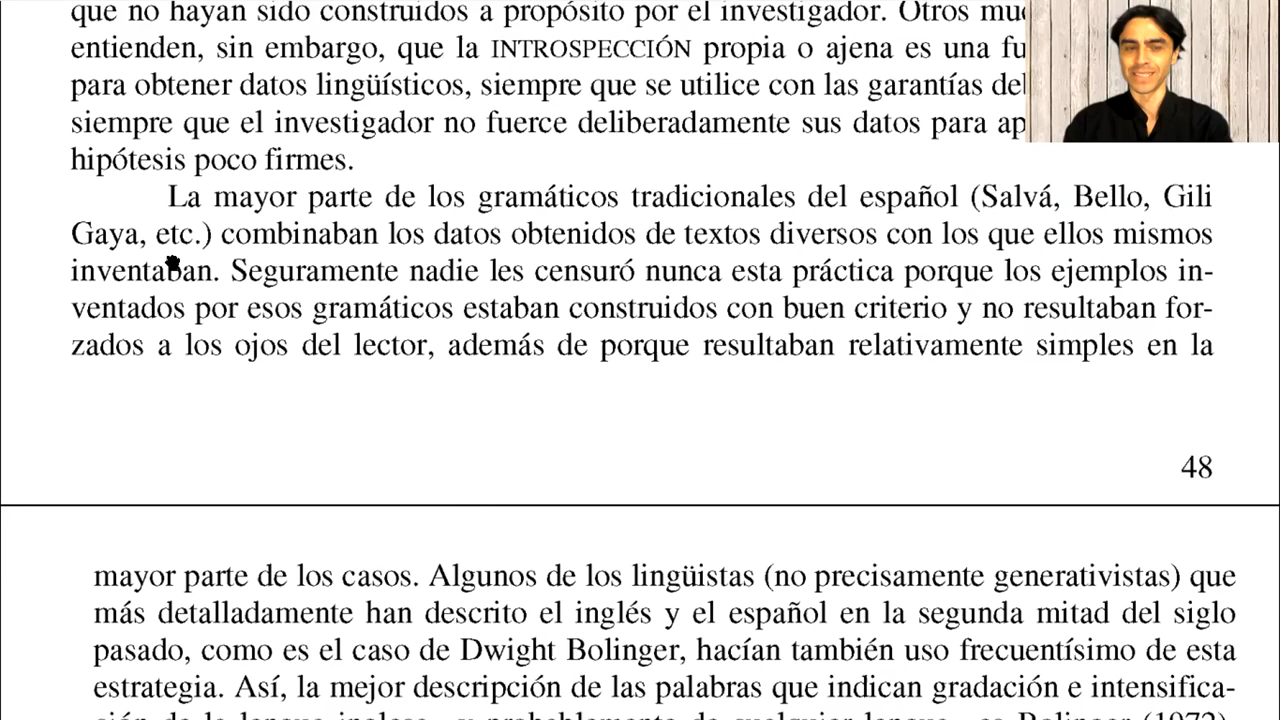 que no hayan sido construidos a propósito por el investigador. Otros
entienden, sin embargo, que la INTROSPECCIÓN propia o ajena es una
para obtener datos lingüísticos, siempre que se utilice con las garantías
siempre que el investigador no fuerce deliberadamente sus datos para
hipótesis poco firmes.
La mayor parte de los gramáticos tradicionales del español (Salvá, Bello, Gili
Gaya, etc.) combinaban los datos obtenidos de textos diversos con los que ellos mismos
inventaban. Seguramente nadie les censuró nunca esta práctica porque los ejemplos in-
ventados por esos gramáticos estaban construidos con buen criterio y no resultaban for-
zados a los ojos del lector, además de porque resultaban relativamente simples en la
48
mayor parte de los casos. Algunos de los lingüistas (no precisamente generativistas) que
más detalladamente han descrito el inglés y el español en la segunda mitad del siglo
pasado, como es el caso de Dwight Bolinger, hacían también uso frecuentísimo de esta
estrategia. Así, la mejor descripción de las palabras que indican gradación e intensifica-